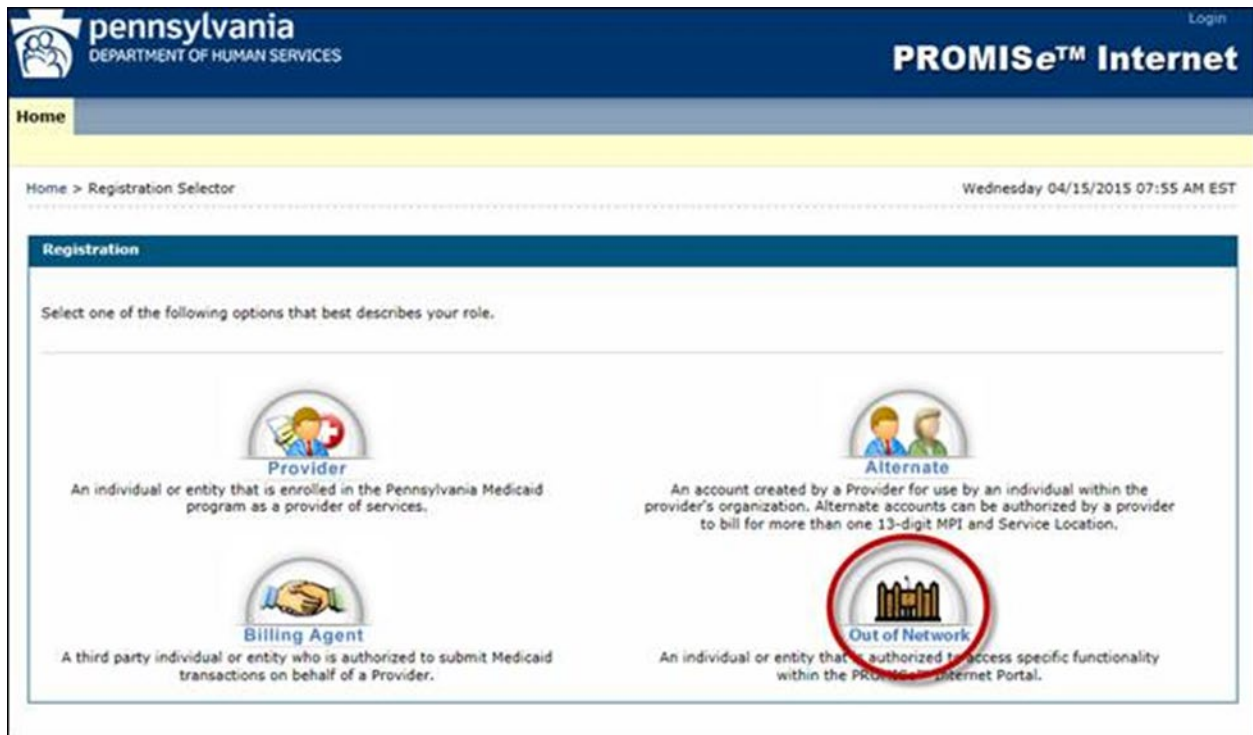 pennsylvania
DEPARTMENT OF HUMAN SERVICES
Login
PROMISe™ Internet
Home
Home > Registration Selector
Wednesday 04/15/2015 07:55 AM EST
Registration
Select one of the following options that best describes your role.
Provider
An individual or entity that is enrolled in the Pennsylvania Medicaid
program as a provider of services.
Alternate
An account created by a Provider for use by an individual within the
provider's organization. Alternate accounts can be authorized by a provider
to bill for more than one 13-digit MPI and Service Location.
Billing Agent
A third party individual or entity who is authorized to submit Medicaid
transactions on behalf of a Provider.
Out of Network
An individual or entity that is authorized to access specific functionality
within the PROMISe™ Internet Portal.